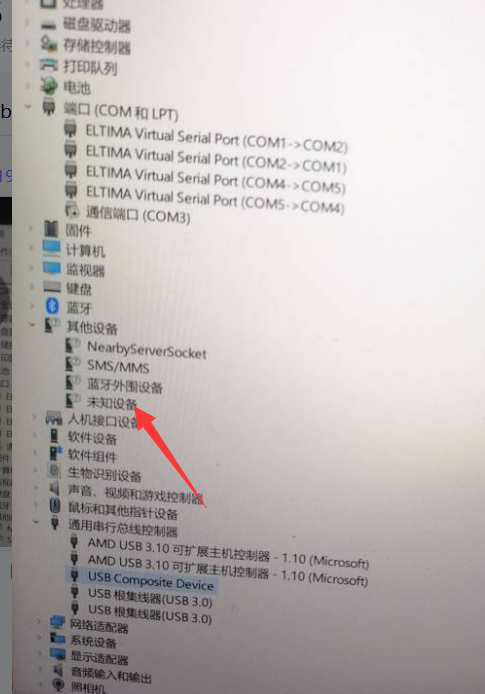 处理器
磁盘驱动器
存储控制器
打印队列
电池
端口 (COM 和 LPT)
ELTIMA Virtual Serial Port (COM1->COM2)
ELTIMA Virtual Serial Port (COM2->COM1)
ELTIMA Virtual Serial Port (COM4->COM5)
ELTIMA Virtual Serial Port (COM5->COM4)
通信端口 (COM3)
固件
计算机
监视器
键盘
蓝牙
其他设备
NearbyServerSocket
SMS/MMS
蓝牙外围设备
未知设备
人机接口设备
软件设备
软件组件
生物识别设备
声音、视频和游戏控制器
鼠标和其他指针设备
通用串行总线控制器
AMD USB 3.10 可扩展主机控制器 - 1.10 (Microsoft)
AMD USB 3.10 可扩展主机控制器 - 1.10 (Microsoft)
USB Composite Device
USB 根集线器(USB 3.0)
USB 根集线器(USB 3.0)
网络适配器
系统设备
显示适配器
音频输入和输出
照相机